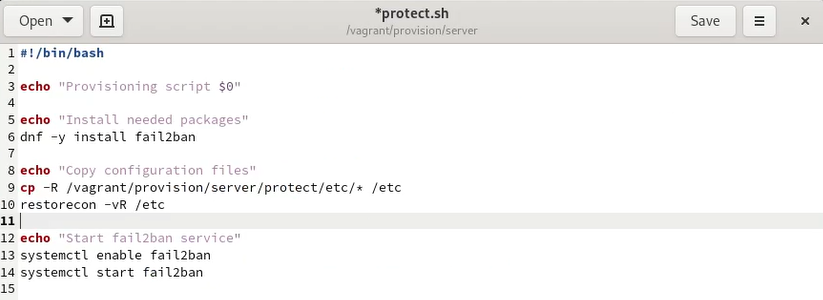 Open
*protect.sh
/vagrant/provision/server
Save
1 #!/bin/bash
2
3 echo "Provisioning script $0"
4
5 echo "Install needed packages"
6 dnf -y install fail2ban
7
8 echo "Copy configuration files"
9 cp -R /vagrant/provision/server/protect/etc/* /etc
10 restorecon -vR /etc
11
12 echo "Start fail2ban service"
13 systemctl enable fail2ban
14 systemctl start fail2ban
15